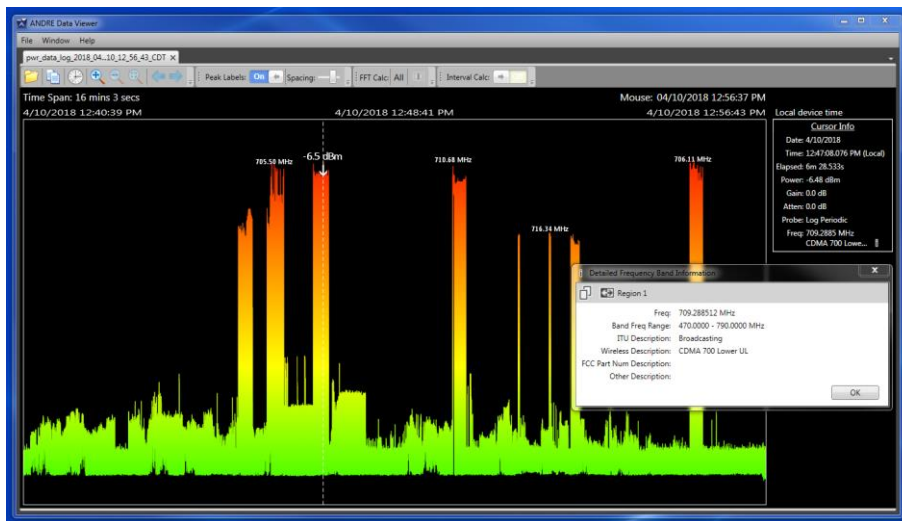 ANDRE Data Viewer
File Window Help
pwr_data_log_2018_04...10_12_56_43_CDT
Peak Labels: On Spacing: FFT Calc: All Interval Calc:
Time Span: 16 mins 3 secs Mouse: 04/10/2018 12:56:37 PM
4/10/2018 12:40:39 PM 4/10/2018 12:48:41 PM 4/10/2018 12:56:43 PM Local device time
Cursor Info
Date: 4/10/2018
Time: 12:47:08.076 PM (Local)
Elapsed: 6m 28.533s
Power: -6.48 dBm
Gain: 0.0 dB
Atten: 0.0 dB
Probe: Log Periodic
Freq: 709.2885 MHz
CDMA 700 Lowe...
705.50 MHz -6.5 dBm 710.68 MHz 706.11 MHz
716.34 MHz
Detailed Frequency Band Information
Region 1
Freq: 709.288512 MHz
Band Freq Range: 470.0000 - 790.0000 MHz
ITU Description: Broadcasting
Wireless Description: CDMA 700 Lower UL
FCC Part Num Description:
Other Description:
OK